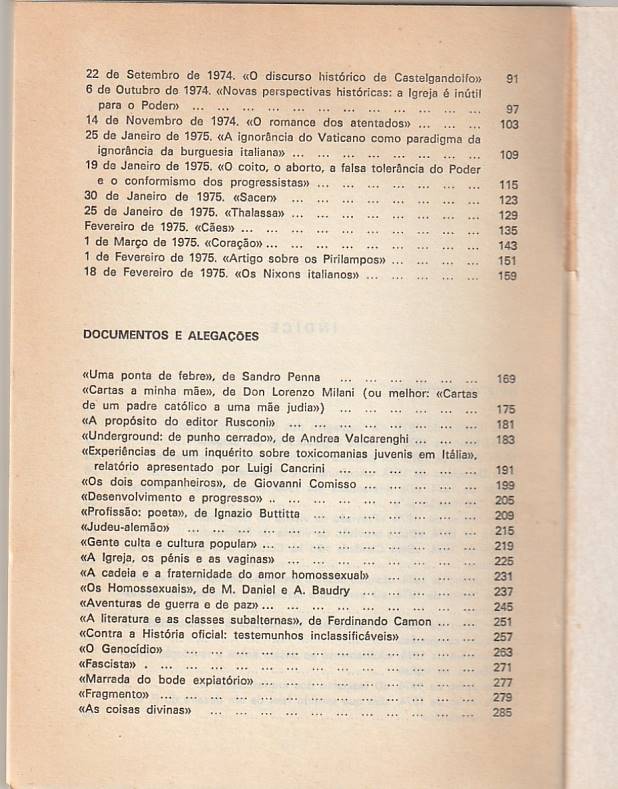 22 de Setembro de 1974. «O discurso histórico de Castelgandolfo» 91
6 de Outubro de 1974. «Novas perspectivas históricas: a Igreja é inútil
para o Poder» ... ... ... ... ... ... ... ... ... ... ... ... 97
14 de Novembro de 1974. «O romance dos atentados» ... ... ... 103
25 de Janeiro de 1975. «A ignorância do Vaticano como paradigma da
ignorância da burguesia italiana» ... ... ... ... ... ... ... ... 109
19 de Janeiro de 1975. «O coito, o aborto, a falsa tolerância do Poder
e o conformismo dos progressistas» ... ... ... ... ... ... ... 115
30 de Janeiro de 1975. «Sacer» ... ... ... ... ... ... ... ... 123
25 de Janeiro de 1975. «Thalassa» ... ... ... ... ... ... ... ... 129
Fevereiro de 1975. «Cães» ... ... ... ... ... ... ... ... ... ... 135
1 de Março de 1975. «Coração» ... ... ... ... ... ... ... ... ... 143
1 de Fevereiro de 1975. «Artigo sobre os Pirilampos» ... ... ... ... 151
18 de Fevereiro de 1975. «Os Nixons italianos» ... ... ... ... ... 159
INDICE
DOCUMENTOS E ALEGAÇÕES
«Uma ponta de febre», de Sandro Penna ... ... ... ... ... ... 169
«Cartas a minha mãe», de Don Lorenzo Milani (ou melhor: «Cartas
de um padre católico a uma mãe judia») ... ... ... ... ... ... 175
«A propósito do editor Rusconi» ... ... ... ... ... ... ... ... 181
«Underground: de punho cerrado», de Andrea Valcarenghi ... ... ... 183
«Experiências de um inquérito sobre toxicomanias juvenis em Itália»,
relatório apresentado por Luigi Cancrini ... ... ... ... ... ... 191
«Os dois companheiros», de Giovanni Comisso ... ... ... ... ... 199
«Desenvolvimento e progresso» .. ... ... ... ... ... ... ... ... 205
«Profissão: poeta», de Ignazio Buttitta ... ... ... ... ... ... ... 209
«Judeu-alemão» ... ... ... ... ... ... ... ... ... ... ... ... 215
«Gente culta e cultura popular» ... ... ... ... ... ... ... ... ... 219
«A Igreja, os pénis e as vaginas» ... ... ... ... ... ... ... ... 225
«A cadeia e a fraternidade do amor homossexual» ... ... ... ... 231
«Os Homossexuais», de M. Daniel e A. Baudry ... ... ... ... ... 237
«Aventuras de guerra e de paz» ... ... ... ... ... ... ... ... ... 245
«A literatura e as classes subalternas», de Ferdinando Camon ... ... 251
«Contra a História oficial: testemunhos inclassificáveis» ... ... ... 257
«O Genocídio» ... ... ... ... ... ... ... ... ... ... ... ... 263
«Fascista» . ... ... ... ... ... ... ... ... ... ... ... ... ... 271
«Marrada do bode expiatório» ... ... ... ... ... ... ... ... ... 277
«Fragmento» ... ... ... ... ... ... ... ... ... ... ... ... ... 279
«As coisas divinas» ... ... ... ... ... ... ... ... ... ... ... 285